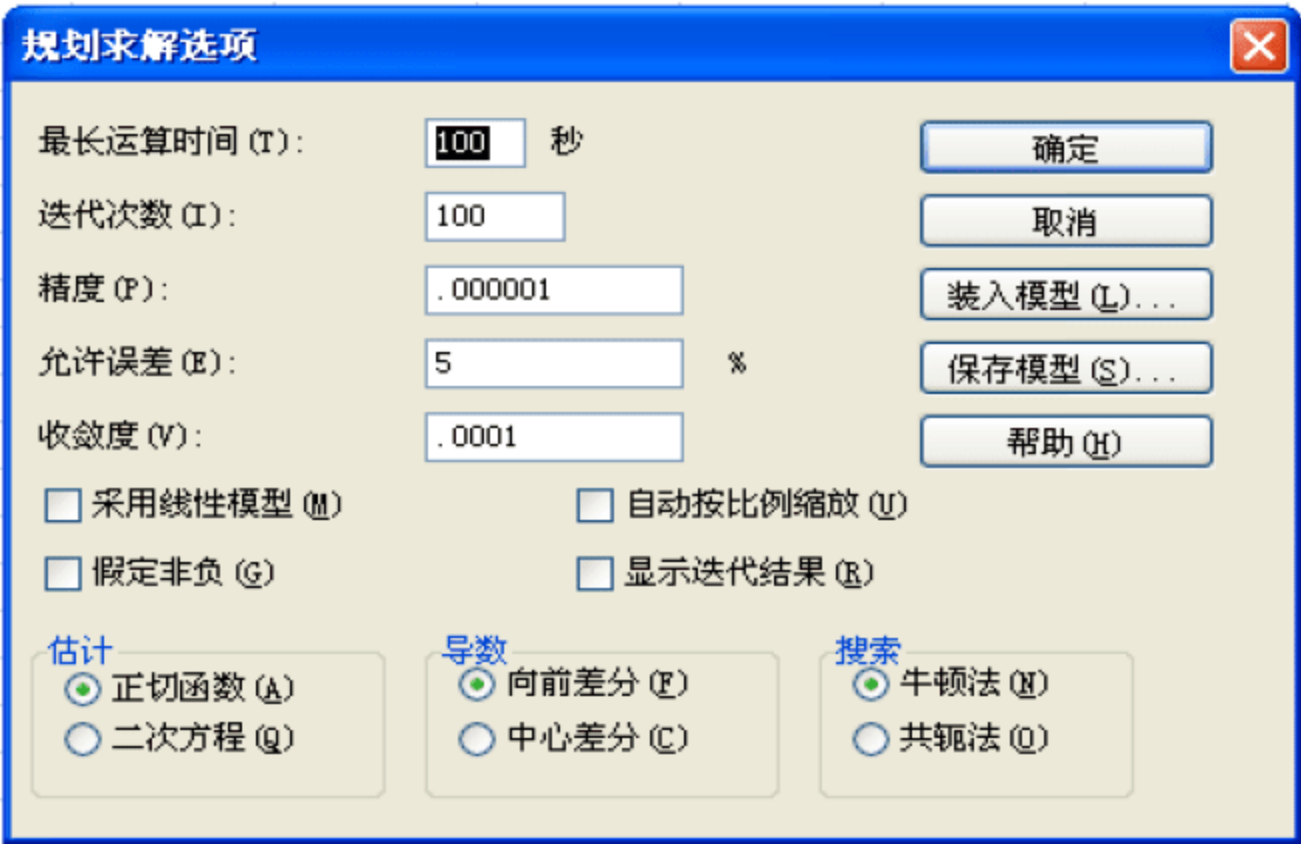 规划求解选项
最长运算时间(T): 100 秒 确定
迭代次数(I): 100 取消
精度(P): .000001 装入模型(L)...
允许误差(E): 5 % 保存模型(S)...
收敛度(V): .0001 帮助(H)
采用线性模型(M) 自动按比例缩放(U)
假定非负(G) 显示迭代结果(R)
估计 导数 搜索
正切函数(A) 向前差分(F) 牛顿法(N)
二次方程(Q) 中心差分(C) 共轭法(O)